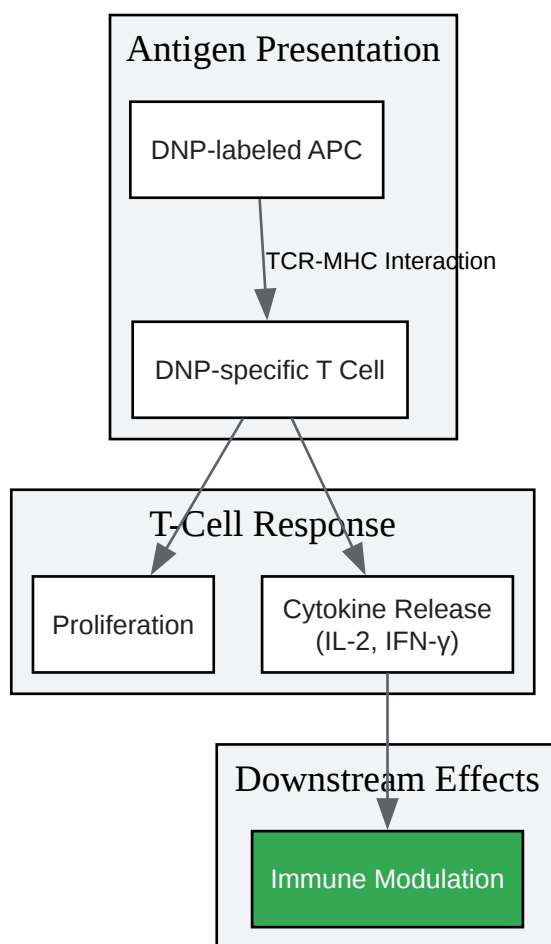 Antigen Presentation
DNP-labeled APC
TCR-MHC Interaction
DNP-specific T Cell
T-Cell Response
Proliferation
Cytokine Release
(IL-2, IFN-γ)
Downstream Effects
Immune Modulation